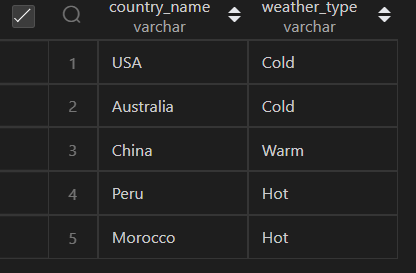 country_name weather_type
varchar varchar
1 USA Cold
2 Australia Cold
3 China Warm
4 Peru Hot
5 Morocco Hot